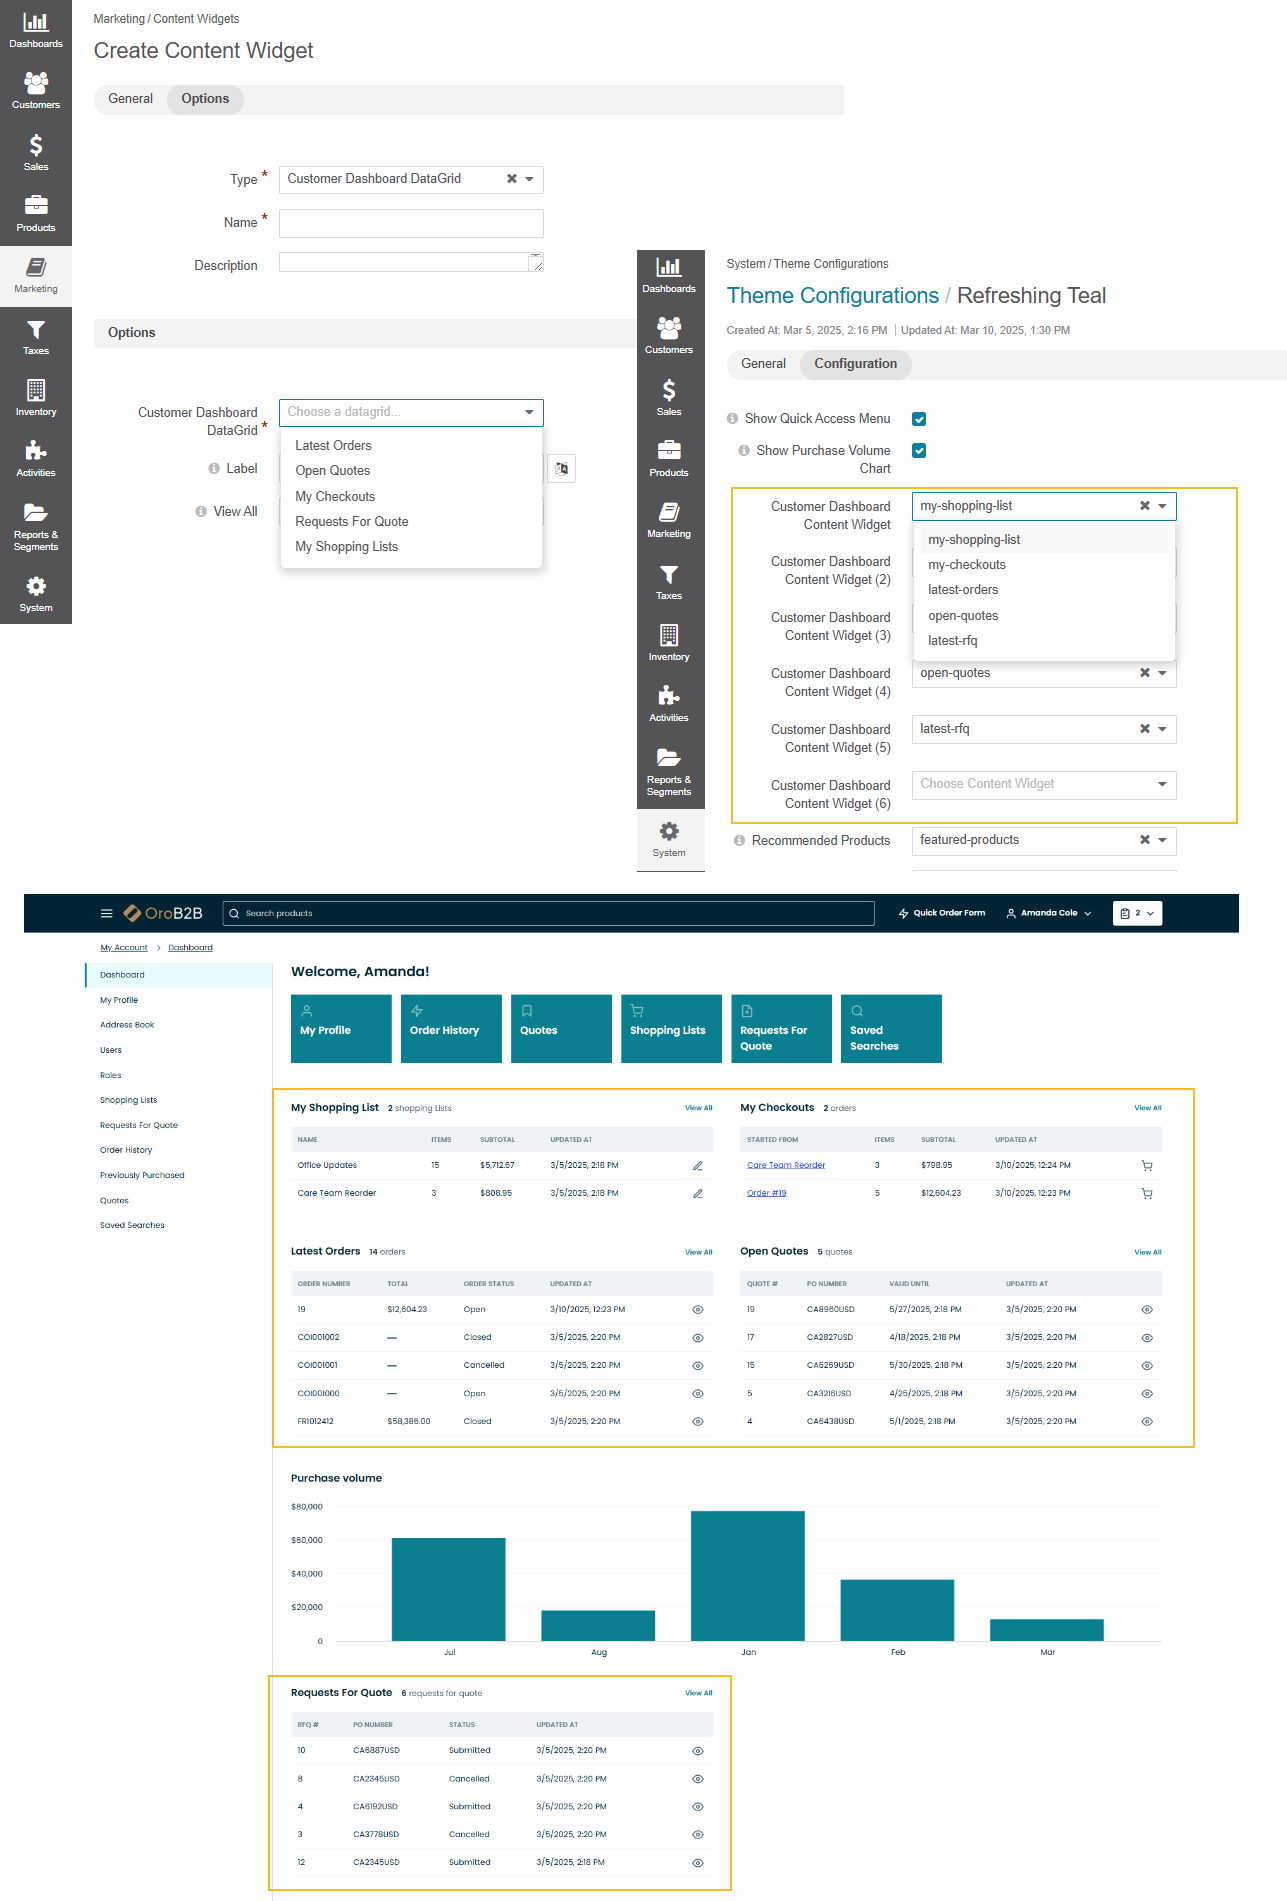 Dashboards
Customers
Sales
Products
Marketing
Taxes
Inventory
Activities
Reports &
Segments
System
Marketing / Content Widgets
Create Content Widget
General Options
Type * Customer Dashboard DataGrid
Name *
Description
Options
Customer Dashboard
DataGrid *
Choose a datagrid...
Latest Orders
Open Quotes
My Checkouts
Requests For Quote
My Shopping Lists
Label
View All
Dashboards
Customers
Sales
Products
Marketing
Taxes
Inventory
Activities
Reports &
Segments
System
System / Theme Configurations
Theme Configurations / Refreshing Teal
Created At: Mar 5, 2025, 2:16 PM | Updated At: Mar 10, 2025, 1:30 PM
General Configuration
Show Quick Access Menu
Show Purchase Volume
Chart
Customer Dashboard
Content Widget
my-shopping-list
my-shopping-list
my-checkouts
latest-orders
open-quotes
latest-rfq
Customer Dashboard
Content Widget (2)
Customer Dashboard
Content Widget (3)
Customer Dashboard
Content Widget (4)
open-quotes
Customer Dashboard
Content Widget (5)
latest-rfq
Customer Dashboard
Content Widget (6)
Choose Content Widget
Recommended Products featured-products
OroB2B Search products Quick Order Form Amanda Cole 2
My Account > Dashboard
Dashboard
My Profile
Address Book
Users
Roles
Shopping Lists
Requests For Quote
Order History
Previously Purchased
Quotes
Saved Searches
Welcome, Amanda!
My Profile
Order History
Quotes
Shopping Lists
Requests For
Quote
Saved
Searches
My Shopping List 2 shopping Lists View All
NAME ITEMS SUBTOTAL UPDATED AT
Office Updates 15 $5,712.67 3/5/2025, 2:18 PM
Care Team Reorder 3 $808.95 3/5/2025, 2:18 PM
My Checkouts 2 orders View All
STARTED FROM ITEMS SUBTOTAL UPDATED AT
Care Team Reorder 3 $798.95 3/10/2025, 12:24 PM
Order #19 5 $12,604.23 3/10/2025, 12:23 PM
Latest Orders 14 orders View All
ORDER NUMBER TOTAL ORDER STATUS UPDATED AT
19 $12,604.23 Open 3/10/2025, 12:23 PM
COI001002 — Closed 3/5/2025, 2:20 PM
COI001001 — Cancelled 3/5/2025, 2:20 PM
COI001000 — Open 3/5/2025, 2:20 PM
FR1012412 $58,386.00 Closed 3/5/2025, 2:20 PM
Open Quotes 5 quotes View All
QUOTE # PO NUMBER VALID UNTIL UPDATED AT
19 CA8960USD 5/27/2025, 2:18 PM 3/5/2025, 2:20 PM
17 CA2827USD 4/18/2025, 2:18 PM 3/5/2025, 2:20 PM
15 CA6269USD 5/30/2025, 2:18 PM 3/5/2025, 2:20 PM
5 CA3216USD 4/25/2025, 2:18 PM 3/5/2025, 2:20 PM
4 CA6438USD 5/1/2025, 2:18 PM 3/5/2025, 2:20 PM
Purchase volume
$80,000
$60,000
$40,000
$20,000
0
Jul Aug Jan Feb Mar
Requests For Quote 6 requests for quote View All
RFQ # PO NUMBER STATUS UPDATED AT
10 CA6887USD Submitted 3/5/2025, 2:20 PM
8 CA2345USD Cancelled 3/5/2025, 2:20 PM
4 CA6192USD Submitted 3/5/2025, 2:20 PM
3 CA3778USD Cancelled 3/5/2025, 2:20 PM
12 CA2345USD Submitted 3/5/2025, 2:18 PM